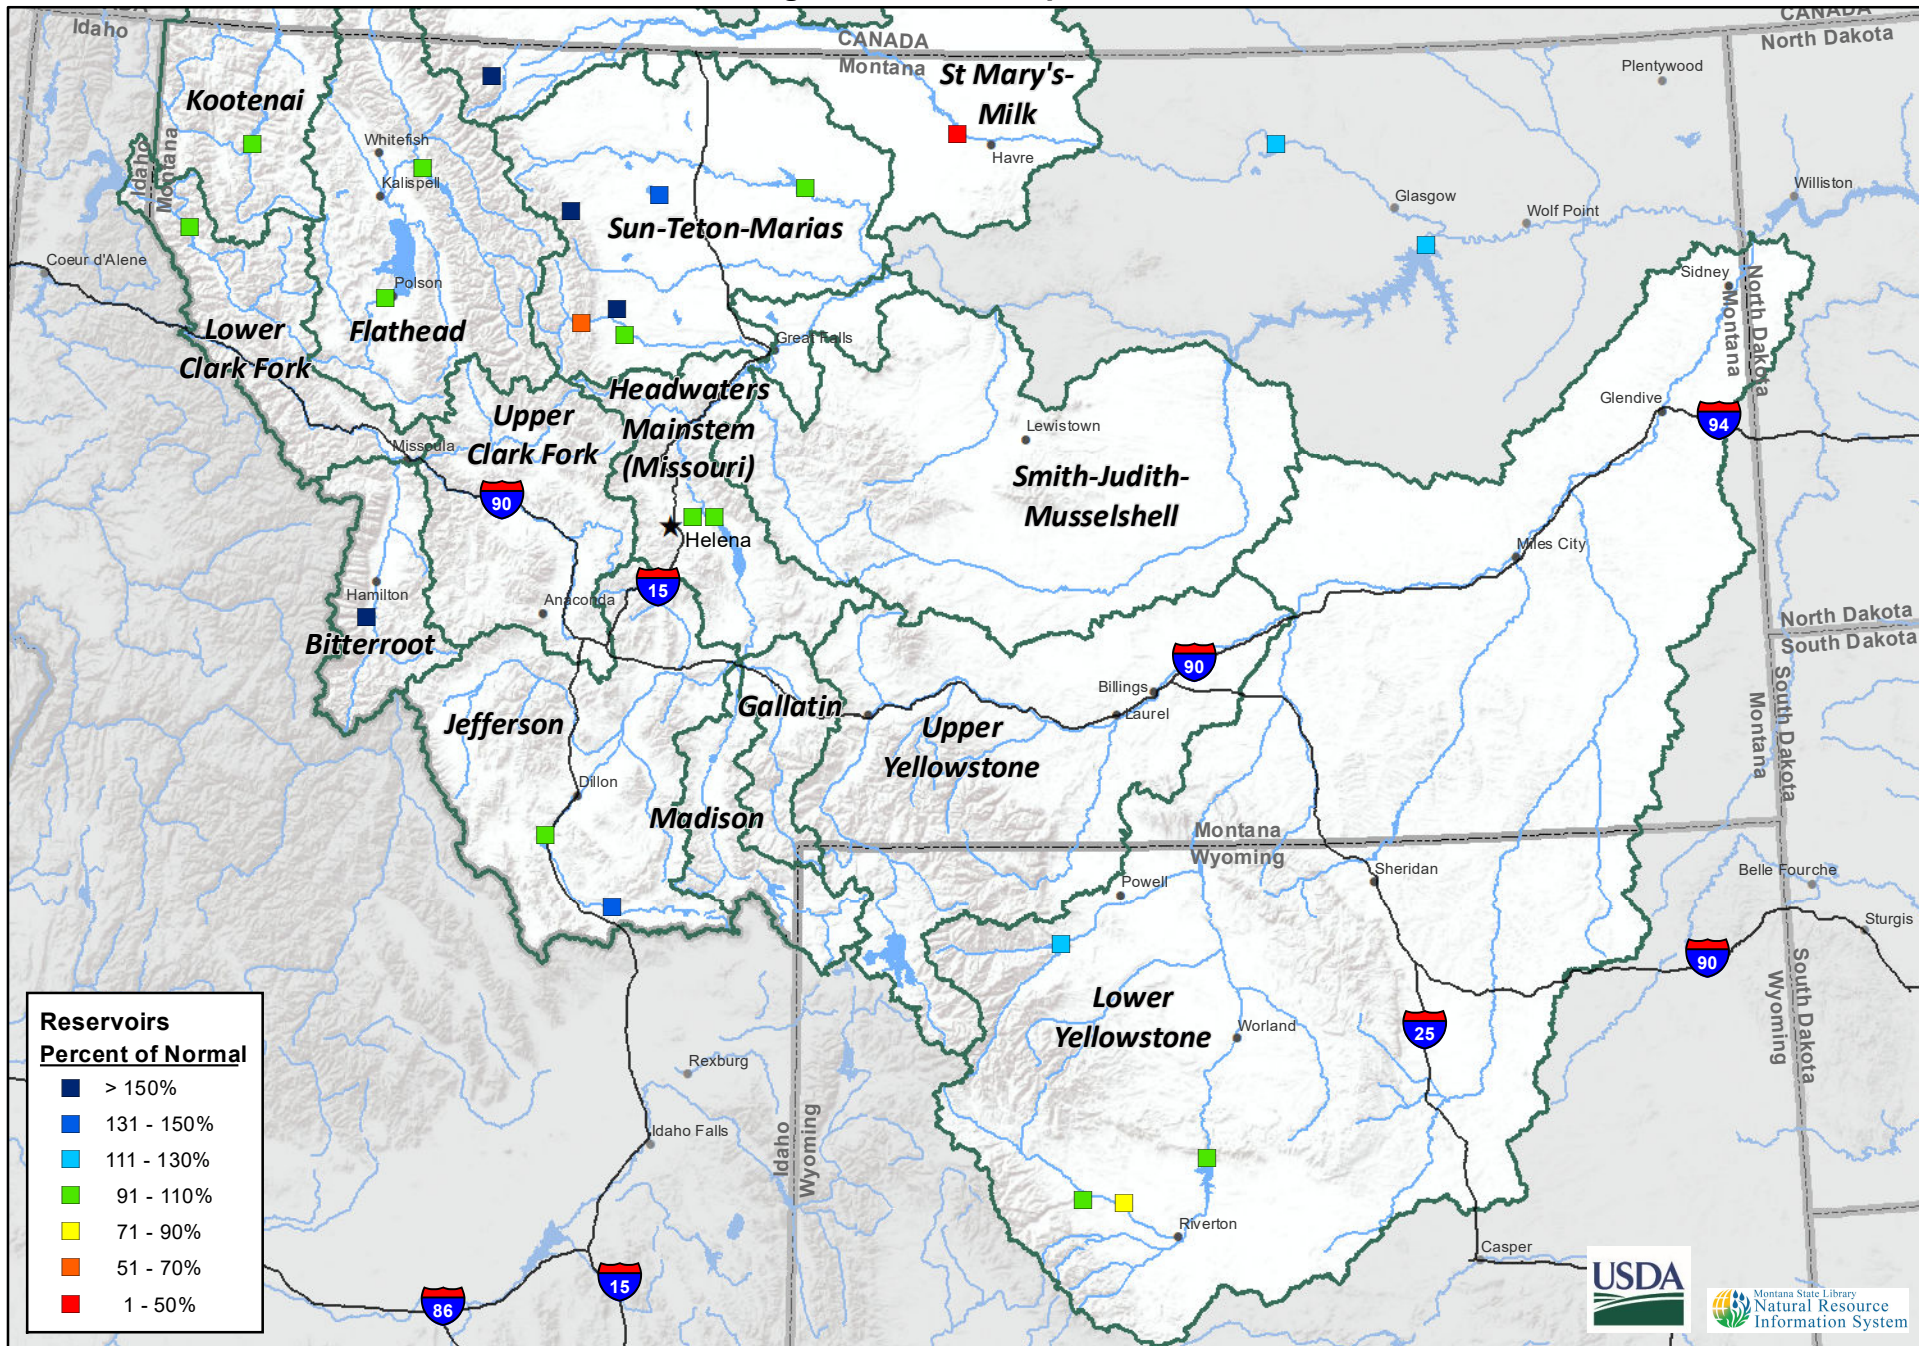 CANADA
Idaho
CANADA
Montana
CANADA
North Dakota
Plentywood
St Mary's-
Milk
Kootenai
Whitefish
Havre
Idaho
Montana
Kalispell
Williston
Glasgow
Wolf Point
Sun-Teton-Marias
Coeur d'Alene
Polson
Sidney
North Dakota
Montana
Lower
Clark Fork
Flathead
Great Falls
Headwaters
Mainstem
(Missouri)
Upper
Clark Fork
Glendive
94
Lewistown
Missoula
Smith-Judith-
Musselshell
90
Helena
Miles City
15
Hamilton
Anaconda
Bitterroot
North Dakota
South Dakota
90
Billings
Laurel
Gallatin
Jefferson
Upper
Yellowstone
South Dakota
Montana
Dillon
Madison
Montana
Wyoming
Powell
Sheridan
Belle Fourche
Sturgis
90
South Dakota
Wyoming
Lower
Yellowstone
Worland
25
Reservoirs
Percent of Normal
> 150%
131 - 150%
111 - 130%
91 - 110%
71 - 90%
51 - 70%
1 - 50%
Rexburg
Idaho Falls
Idaho
Wyoming
Riverton
Casper
15
86
USDA
Montana State Library
Natural Resource
Information System